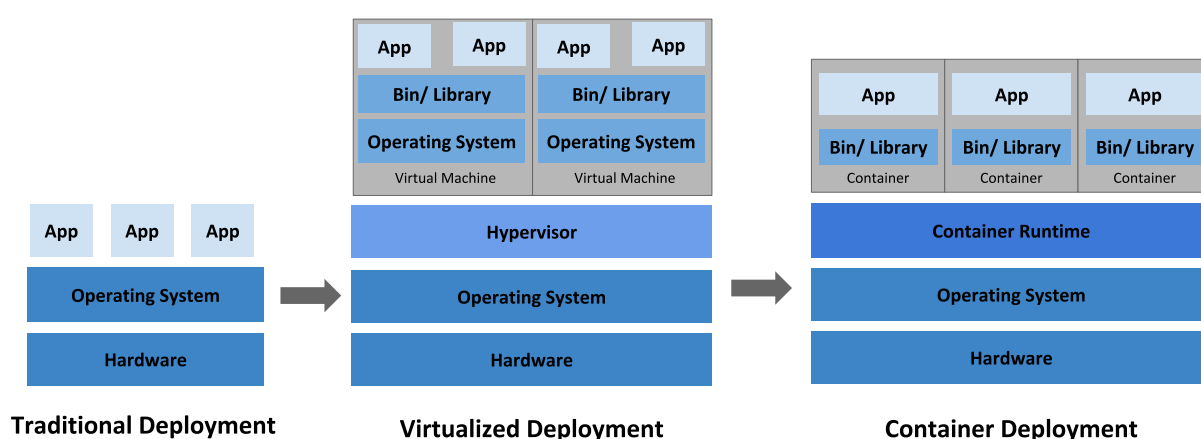 App
App
App
Operating System
Hardware
Traditional Deployment
App
App
App
App
Bin/ Library
Bin/ Library
Operating System
Operating System
Virtual Machine
Virtual Machine
Hypervisor
Operating System
Hardware
Virtualized Deployment
App
App
App
Bin/ Library
Bin/ Library
Bin/ Library
Container
Container
Container
Container Runtime
Operating System
Hardware
Container Deployment